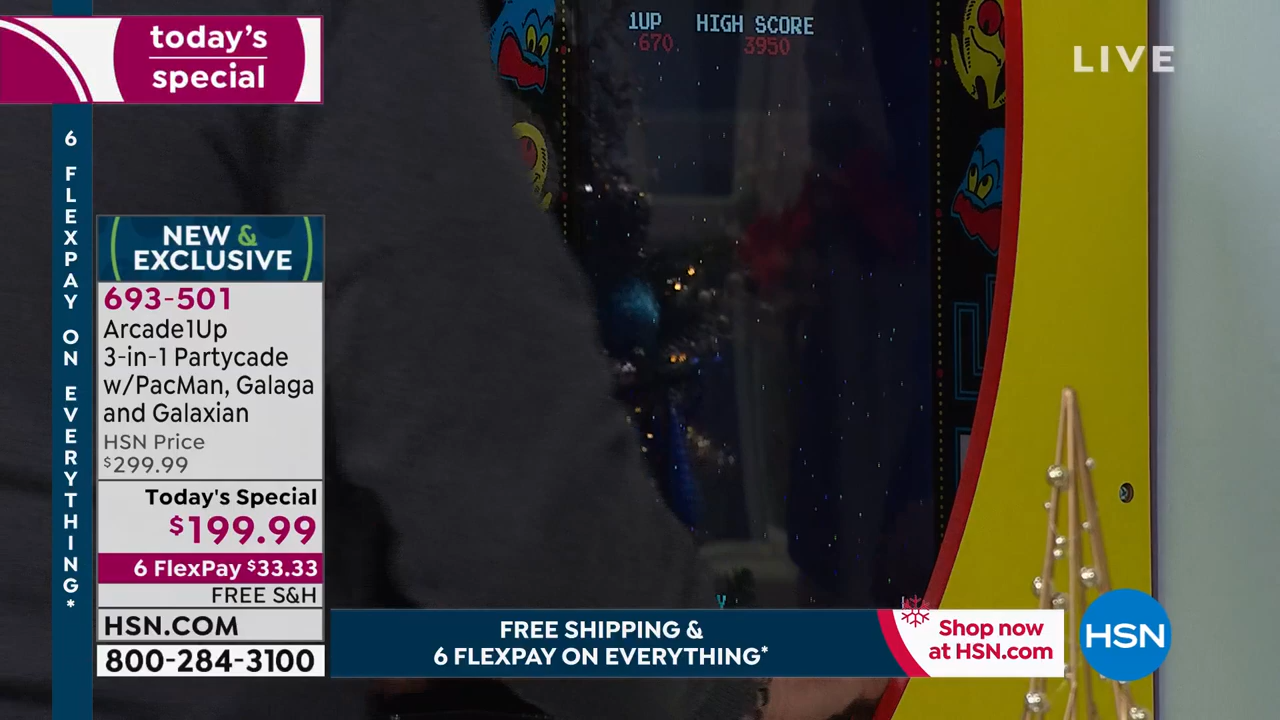 today's
special
1UP HIGH SCORE
670 3950
LIVE
6 FLEXPAY ON EVERYTHING*
NEW &
EXCLUSIVE
693-501
Arcade1Up
3-in-1 Partycade
w/PacMan, Galaga
and Galaxian
HSN Price
$299.99
Today's Special
$199.99
6 FlexPay $33.33
FREE S&H
HSN.COM
800-284-3100
FREE SHIPPING &
6 FLEXPAY ON EVERYTHING*
Shop now
at HSN.com
HSN